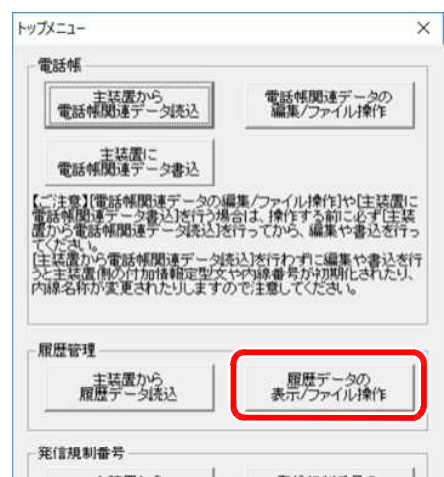 トップメニュー
電話帳
主装置から
電話帳関連データ読込
電話帳関連データの
編集/ファイル操作
主装置に
電話帳関連データ書込
【ご注意】[電話帳関連データの編集/ファイル操作]や[主装置に
電話帳関連データ書込]を行う場合は、操作する前に必ず[主装
置から電話帳関連データ読込]を行ってから、編集や書込を行っ
てください。
[主装置から電話帳関連データ読込]を行わずに編集や書込を行
うと主装置側の付加情報定型文や内線番号が初期化されたり、
内線名称が変更されたりしますので注意してください。
履歴管理
主装置から
履歴データ読込
履歴データの
表示/ファイル操作
発信規制番号